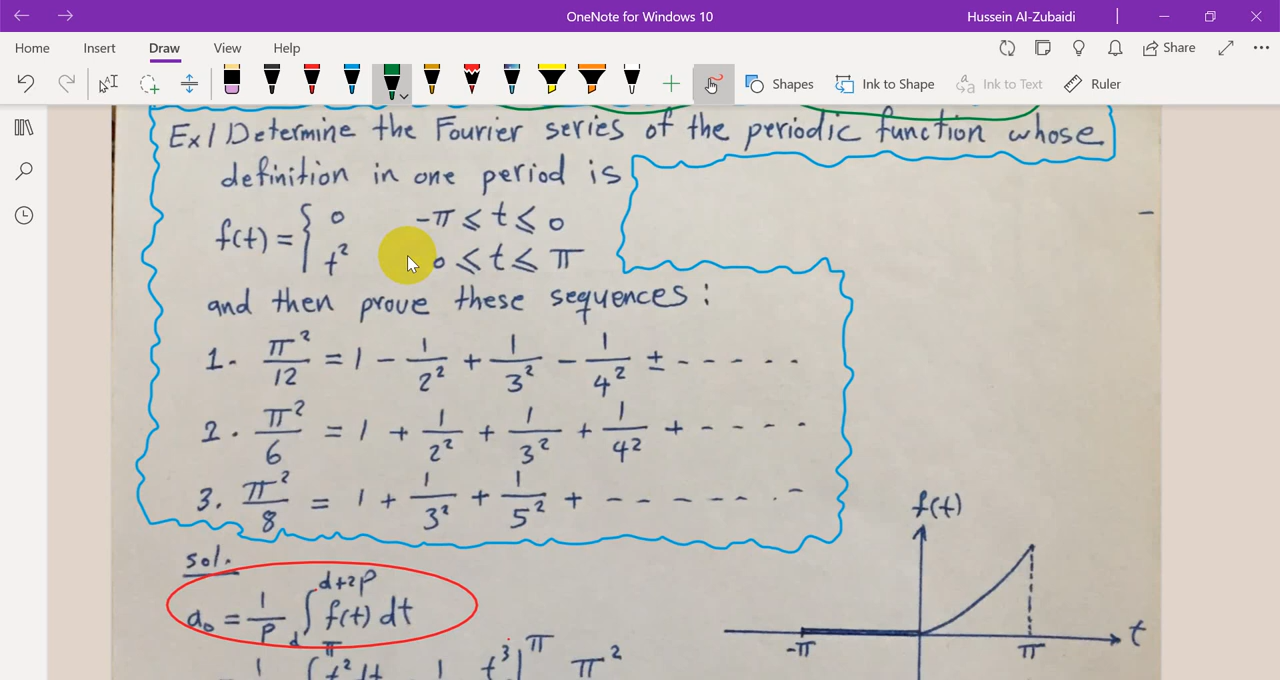 OneNote for Windows 10
Hussein Al-Zubaidi
Home Insert Draw View Help
Share
Shapes Ink to Shape Ink to Text Ruler
Ex/ Determine the Fourier series of the periodic function whose
definition in one period is
f(t) = { 0 -π ≤ t ≤ 0
t² 0 ≤ t ≤ π
and then prove these sequences :
1. π²/12 = 1 - 1/2² + 1/3² - 1/4² ± - - - - -
2. π²/6 = 1 + 1/2² + 1/3² + 1/4² + - - - -
3. π²/8 = 1 + 1/3² + 1/5² + - - - - - . -
sol.
a₀ = 1/P ∫_d^{d+2P} f(t) dt
f(t)
t
-π
π